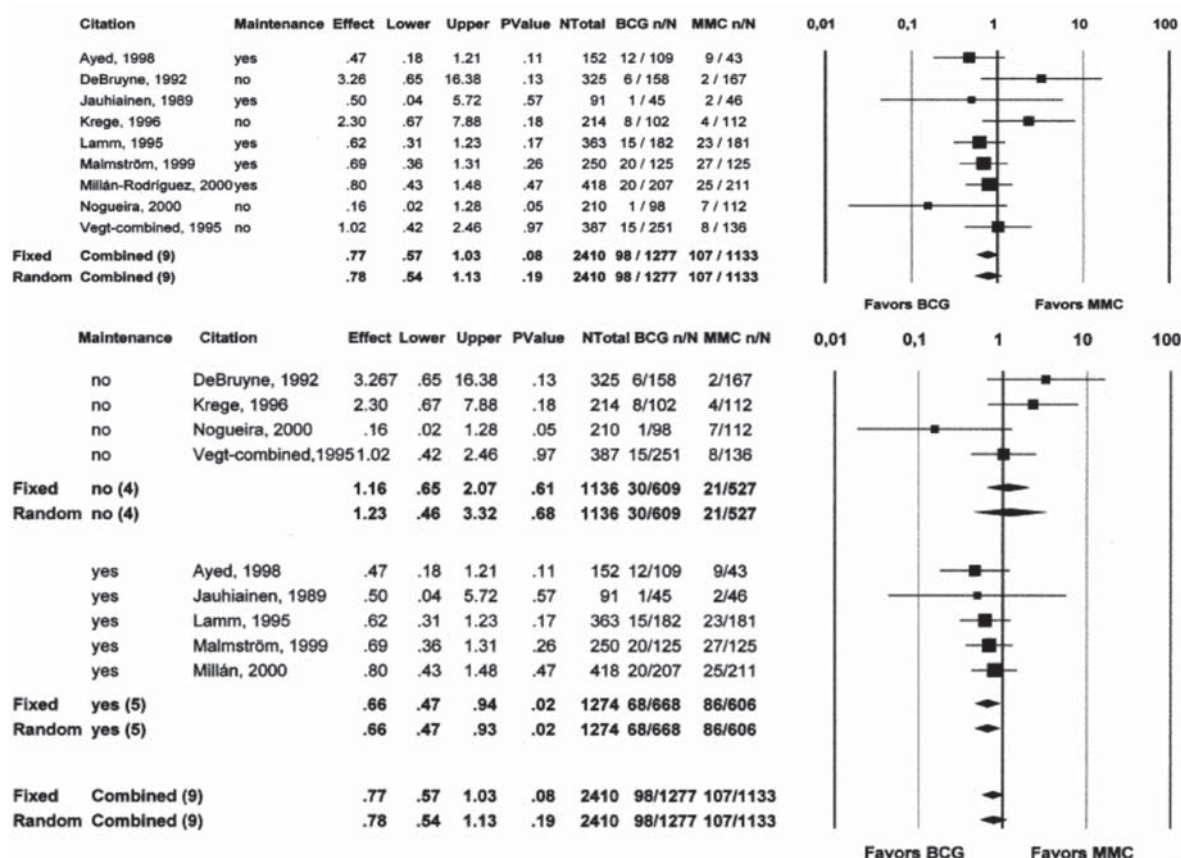 Citation Maintenance Effect Lower Upper PValue NTotal BCG n/N MMC n/N 0,01 0,1 1 10 100
Ayed, 1998 yes .47 .18 1.21 .11 152 12 / 109 9 / 43
DeBruyne, 1992 no 3.26 .65 16.38 .13 325 6 / 158 2 / 167
Jauhiainen, 1989 yes .50 .04 5.72 .57 91 1 / 45 2 / 46
Krege, 1996 no 2.30 .67 7.88 .18 214 8 / 102 4 / 112
Lamm, 1995 yes .62 .31 1.23 .17 363 15 / 182 23 / 181
Malmström, 1999 yes .69 .36 1.31 .26 250 20 / 125 27 / 125
Millán-Rodríguez, 2000 yes .80 .43 1.48 .47 418 20 / 207 25 / 211
Nogueira, 2000 no .16 .02 1.28 .05 210 1 / 98 7 / 112
Vegt-combined, 1995 no 1.02 .42 2.46 .97 387 15 / 251 8 / 136
Fixed Combined (9) .77 .57 1.03 .08 2410 98 / 1277 107 / 1133
Random Combined (9) .78 .54 1.13 .19 2410 98 / 1277 107 / 1133
Favors BCG Favors MMC
Maintenance Citation Effect Lower Upper PValue NTotal BCG n/N MMC n/N 0,01 0,1 1 10 100
no DeBruyne, 1992 3.267 .65 16.38 .13 325 6/158 2/167
no Krege, 1996 2.30 .67 7.88 .18 214 8/102 4/112
no Nogueira, 2000 .16 .02 1.28 .05 210 1/98 7/112
no Vegt-combined,1995 1.02 .42 2.46 .97 387 15/251 8/136
Fixed no (4) 1.16 .65 2.07 .61 1136 30/609 21/527
Random no (4) 1.23 .46 3.32 .68 1136 30/609 21/527
yes Ayed, 1998 .47 .18 1.21 .11 152 12/109 9/43
yes Jauhiainen, 1989 .50 .04 5.72 .57 91 1/45 2/46
yes Lamm, 1995 .62 .31 1.23 .17 363 15/182 23/181
yes Malmström, 1999 .69 .36 1.31 .26 250 20/125 27/125
yes Millán, 2000 .80 .43 1.48 .47 418 20/207 25/211
Fixed yes (5) .66 .47 .94 .02 1274 68/668 86/606
Random yes (5) .66 .47 .93 .02 1274 68/668 86/606
Fixed Combined (9) .77 .57 1.03 .08 2410 98/1277 107/1133
Random Combined (9) .78 .54 1.13 .19 2410 98/1277 107/1133
Favors BCG Favors MMC